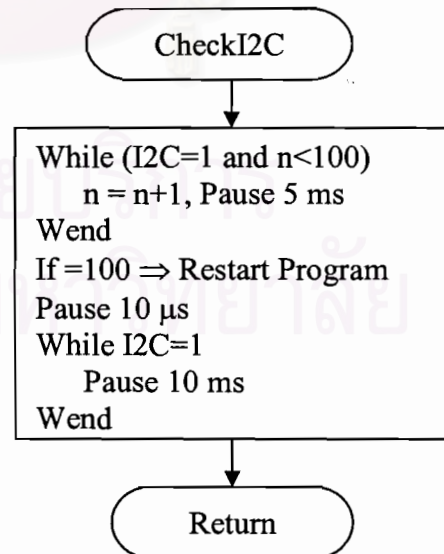 CheckI2C
While (I2C=1 and n<100)
n = n+1, Pause 5 ms
Wend
If =100 ⇒ Restart Program
Pause 10 μs
While I2C=1
Pause 10 ms
Wend
Return